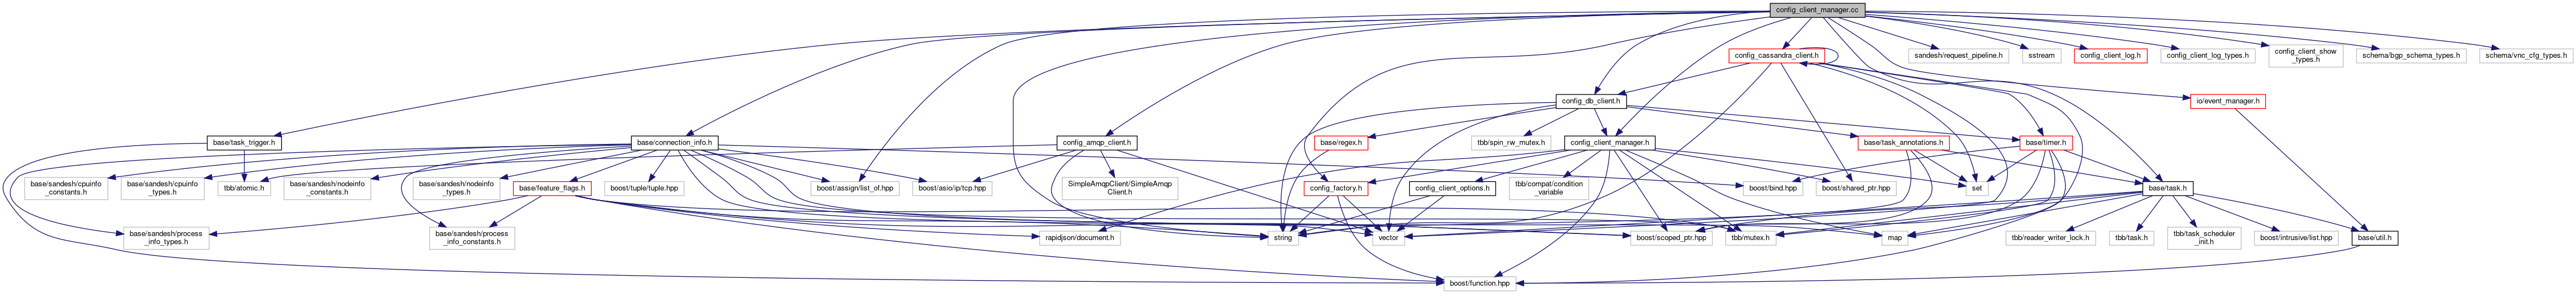 config_client_manager.cc
config_cassandra_client.h
sandesh/request_pipeline.h
sstream
config_client_log.h
config_client_log_types.h
config_client_show
_types.h
schema/bgp_schema_types.h
schema/vnc_cfg_types.h
config_db_client.h
io/event_manager.h
base/task_trigger.h
base/connection_info.h
config_amqp_client.h
base/regex.h
tbb/spin_rw_mutex.h
config_client_manager.h
base/task_annotations.h
base/timer.h
base/sandesh/cpuinfo
_constants.h
base/sandesh/cpuinfo
_types.h
tbb/atomic.h
base/sandesh/nodeinfo
_constants.h
base/sandesh/nodeinfo
_types.h
base/feature_flags.h
boost/tuple/tuple.hpp
boost/assign/list_of.hpp
boost/asio/ip/tcp.hpp
SimpleAmqpClient/SimpleAmqp
Client.h
config_factory.h
config_client_options.h
tbb/compat/condition
_variable
boost/bind.hpp
boost/shared_ptr.hpp
set
base/task.h
base/sandesh/process
_info_types.h
base/sandesh/process
_info_constants.h
rapidjson/document.h
string
vector
boost/scoped_ptr.hpp
tbb/mutex.h
map
tbb/reader_writer_lock.h
tbb/task.h
tbb/task_scheduler
_init.h
boost/intrusive/list.hpp
base/util.h
boost/function.hpp